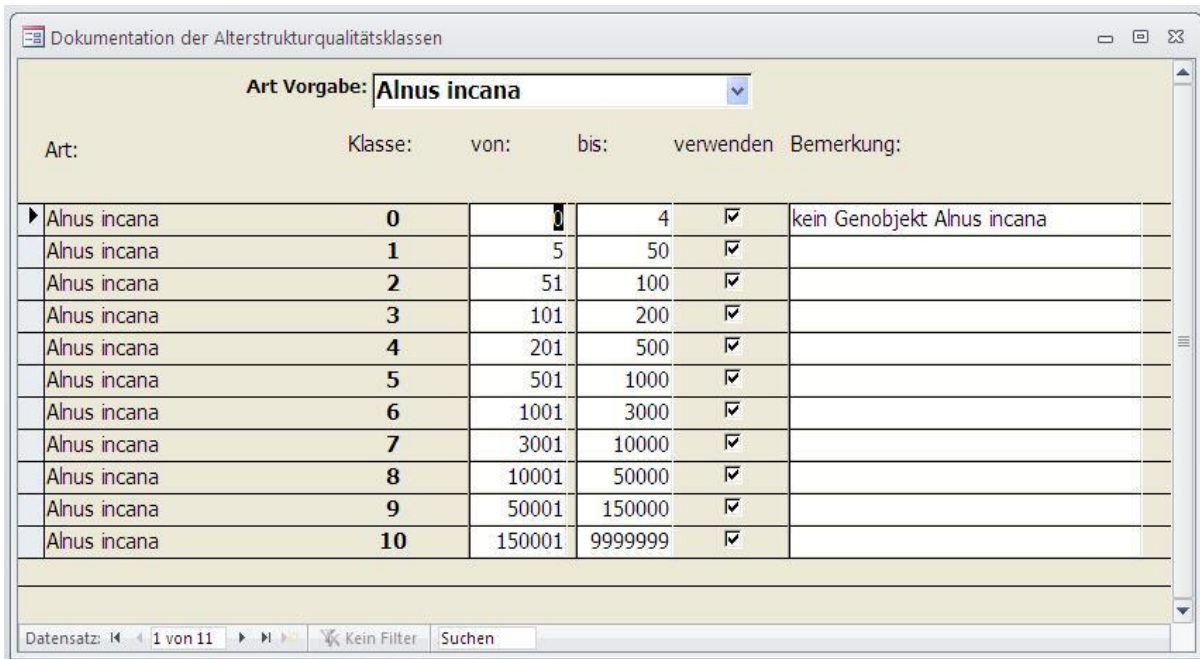 Dokumentation der Alterstrukturqualitätsklassen
Art Vorgabe: Alnus incana
Art: Klasse: von: bis: verwenden Bemerkung:
Alnus incana 0 0 4 kein Genobjekt Alnus incana
Alnus incana 1 5 50
Alnus incana 2 51 100
Alnus incana 3 101 200
Alnus incana 4 201 500
Alnus incana 5 501 1000
Alnus incana 6 1001 3000
Alnus incana 7 3001 10000
Alnus incana 8 10001 50000
Alnus incana 9 50001 150000
Alnus incana 10 150001 9999999
Datensatz: 1 von 11 Kein Filter Suchen